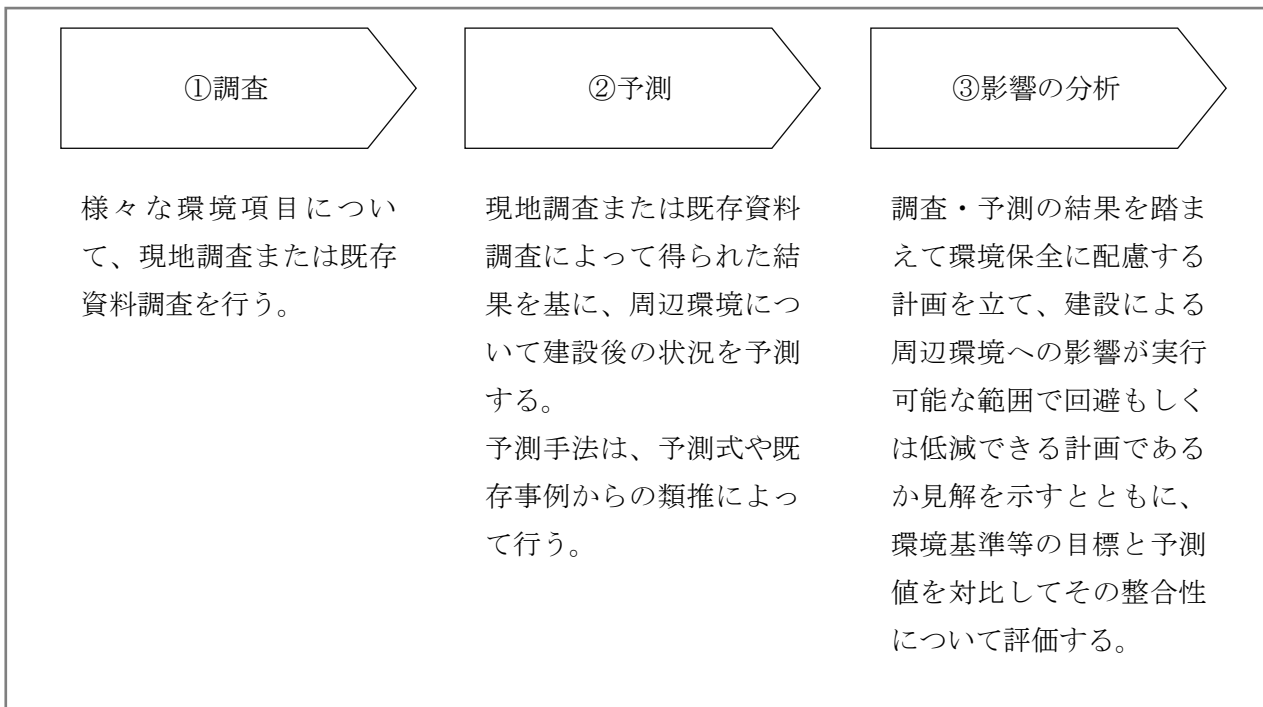 ①調査
様々な環境項目につい
て、現地調査または既存
資料調査を行う。
②予測
現地調査または既存資料
調査によって得られた結
果を基に、周辺環境につ
いて建設後の状況を予測
する。
予測手法は、予測式や既
存事例からの類推によっ
て行う。
③影響の分析
調査・予測の結果を踏ま
えて環境保全に配慮する
計画を立て、建設による
周辺環境への影響が実行
可能な範囲で回避もしく
は低減できる計画である
か見解を示すとともに、
環境基準等の目標と予測
値を対比してその整合性
について評価する。